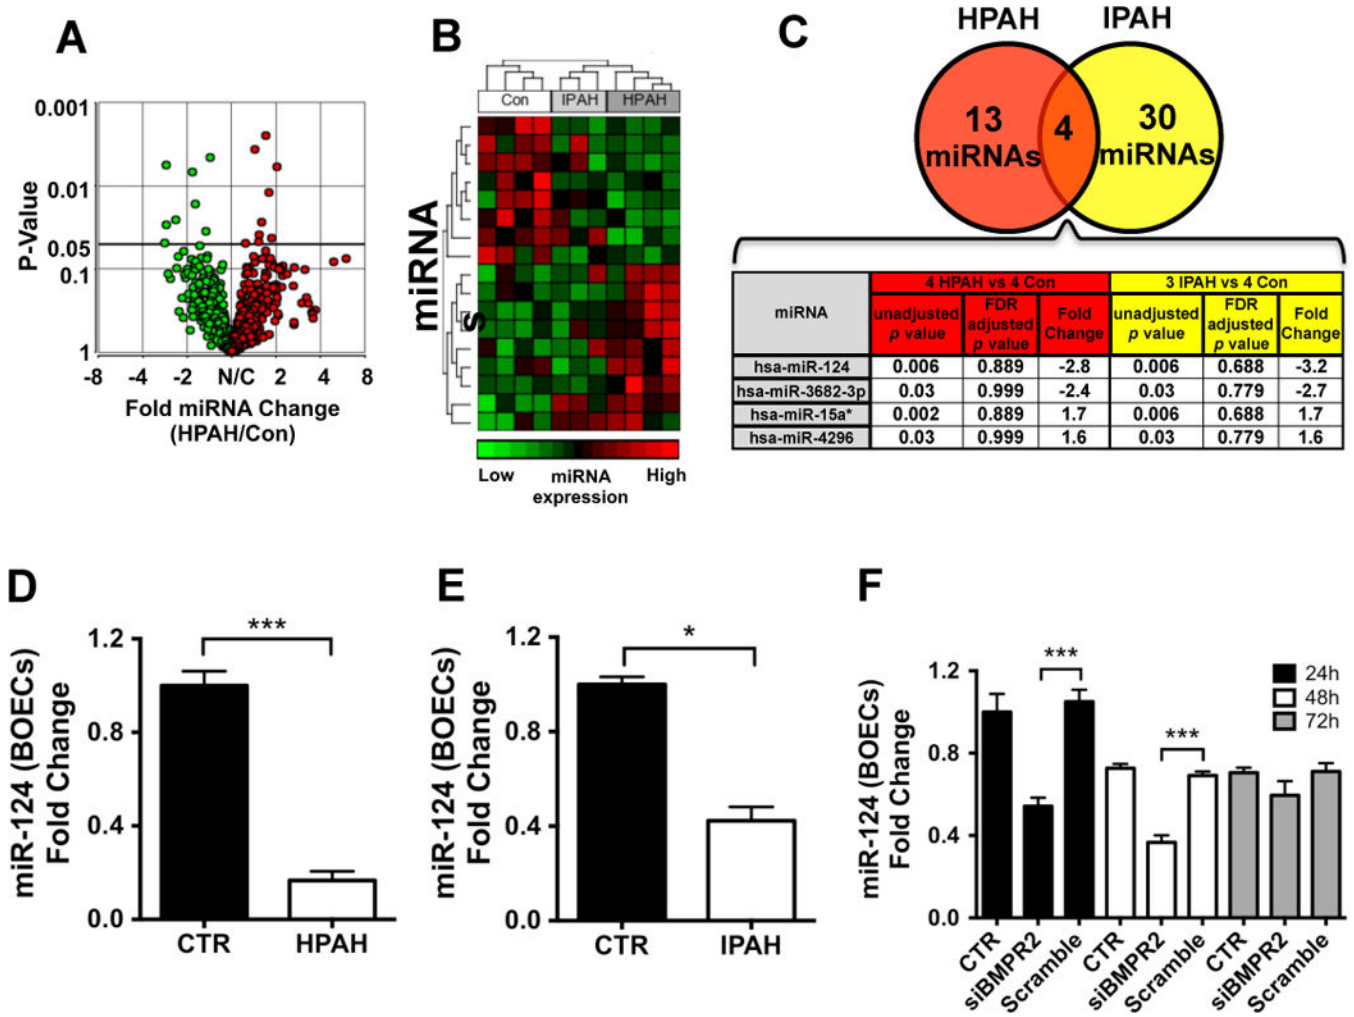 A
0.001
0.01
0.05
0.1
1
P-Value
-8 -4 -2 N/C 2 4 8
Fold miRNA Change
(HPAH/Con)
B
Con IPAH HPAH
miRNA
s
Low miRNA High
expression
C
HPAH IPAH
13
miRNAs
4
30
miRNAs
miRNA
4 HPAH vs 4 Con 3 IPAH vs 4 Con
unadjusted
p value
FDR
adjusted
p value
Fold
Change
unadjusted
p value
FDR
adjusted
p value
Fold
Change
hsa-miR-124 0.006 0.889 -2.8 0.006 0.688 -3.2
hsa-miR-3682-3p 0.03 0.999 -2.4 0.03 0.779 -2.7
hsa-miR-15a* 0.002 0.889 1.7 0.006 0.688 1.7
hsa-miR-4296 0.03 0.999 1.6 0.03 0.779 1.6
D
miR-124 (BOECs)
Fold Change
1.2
0.8
0.4
0.0
***
CTR HPAH
E
miR-124 (BOECs)
Fold Change
1.2
0.8
0.4
0.0
*
CTR IPAH
F
miR-124 (BOECs)
Fold Change
1.2
0.8
0.4
0.0
***
***
24h
48h
72h
CTR
siBMPR2
Scramble
CTR
siBMPR2
Scramble
CTR
siBMPR2
Scramble